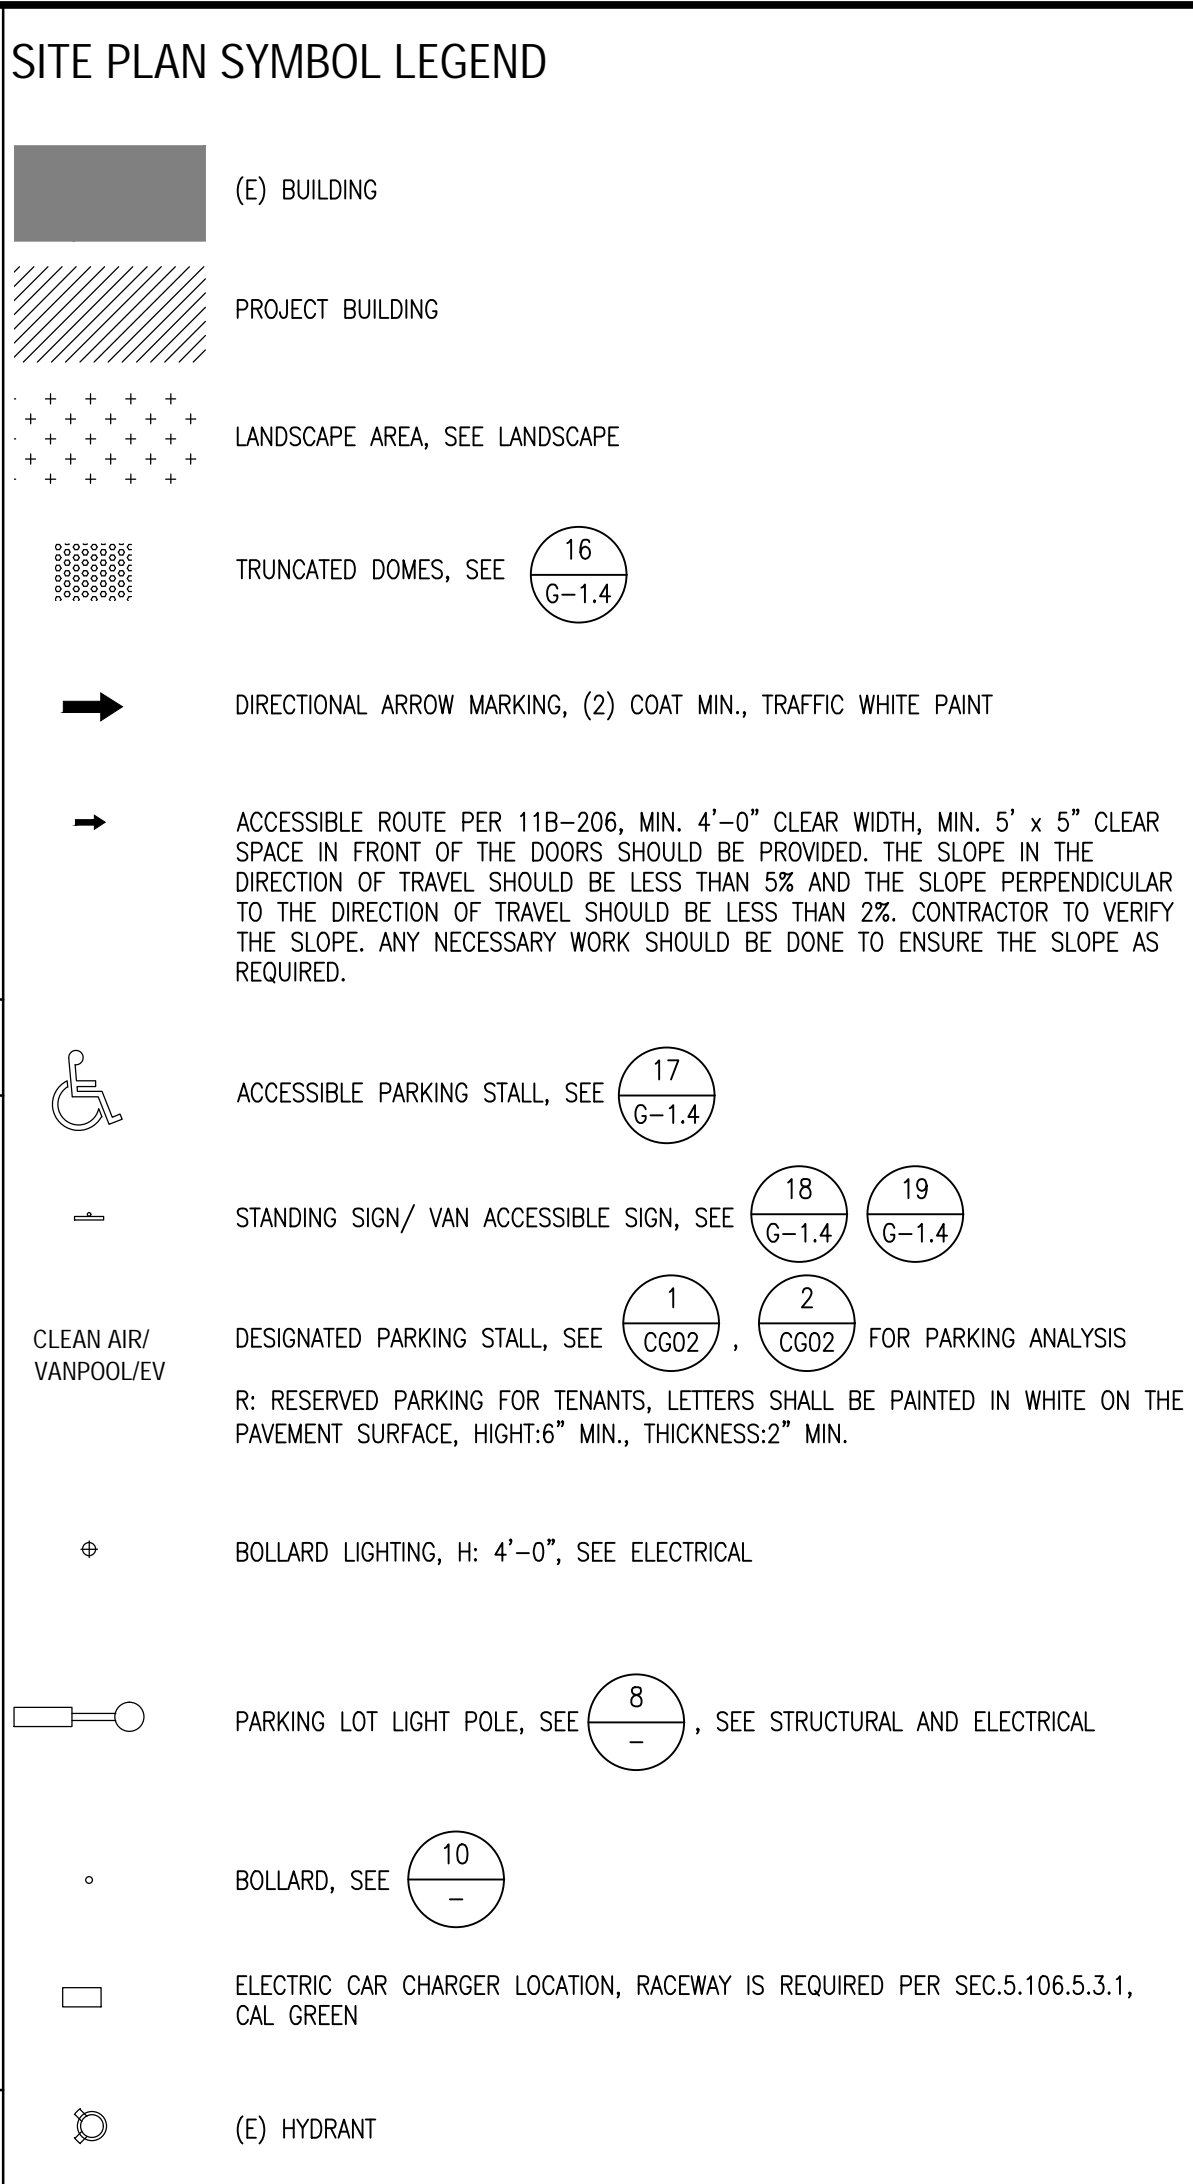 SITE PLAN SYMBOL LEGEND
(E) BUILDING
PROJECT BUILDING
LANDSCAPE AREA, SEE LANDSCAPE
TRUNCATED DOMES, SEE 16 G-1.4
DIRECTIONAL ARROW MARKING, (2) COAT MIN., TRAFFIC WHITE PAINT
ACCESSIBLE ROUTE PER 11B-206, MIN. 4'-0" CLEAR WIDTH, MIN. 5' x 5" CLEAR
SPACE IN FRONT OF THE DOORS SHOULD BE PROVIDED. THE SLOPE IN THE
DIRECTION OF TRAVEL SHOULD BE LESS THAN 5% AND THE SLOPE PERPENDICULAR
TO THE DIRECTION OF TRAVEL SHOULD BE LESS THAN 2%. CONTRACTOR TO VERIFY
THE SLOPE. ANY NECESSARY WORK SHOULD BE DONE TO ENSURE THE SLOPE AS
REQUIRED.
ACCESSIBLE PARKING STALL, SEE 17 G-1.4
STANDING SIGN/ VAN ACCESSIBLE SIGN, SEE 18 G-1.4 19 G-1.4
CLEAN AIR/
VANPOOL/EV
DESIGNATED PARKING STALL, SEE 1 CG02 , 2 CG02 FOR PARKING ANALYSIS
R: RESERVED PARKING FOR TENANTS, LETTERS SHALL BE PAINTED IN WHITE ON THE
PAVEMENT SURFACE, HIGHT:6" MIN., THICKNESS:2" MIN.
BOLLARD LIGHTING, H: 4'-0", SEE ELECTRICAL
PARKING LOT LIGHT POLE, SEE 8 - , SEE STRUCTURAL AND ELECTRICAL
BOLLARD, SEE 10 -
ELECTRIC CAR CHARGER LOCATION, RACEWAY IS REQUIRED PER SEC.5.106.5.3.1,
CAL GREEN
(E) HYDRANT